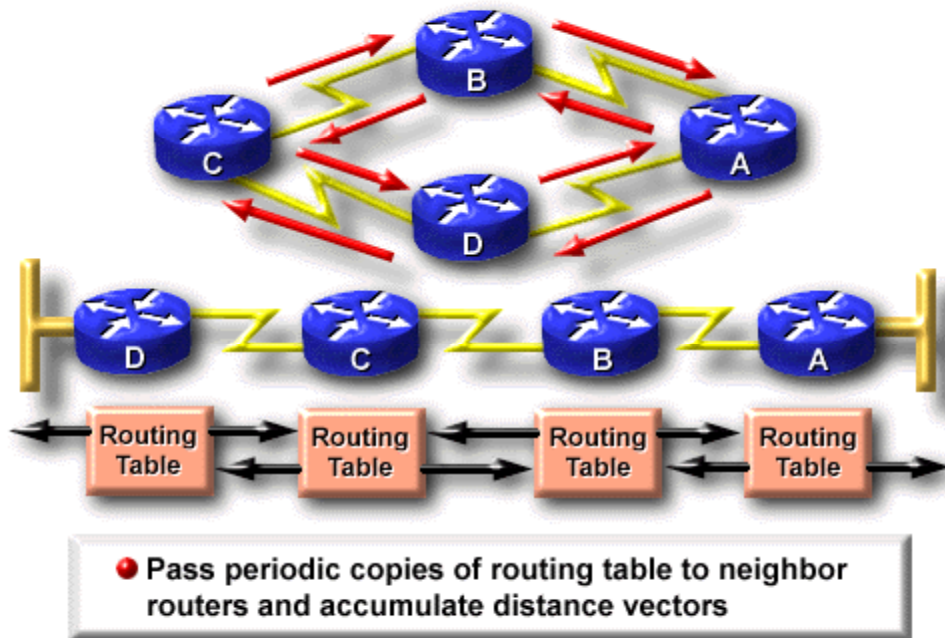 B
C
A
D
D
C
B
A
Routing
Table
Routing
Table
Routing
Table
Routing
Table
Pass periodic copies of routing table to neighbor
routers and accumulate distance vectors